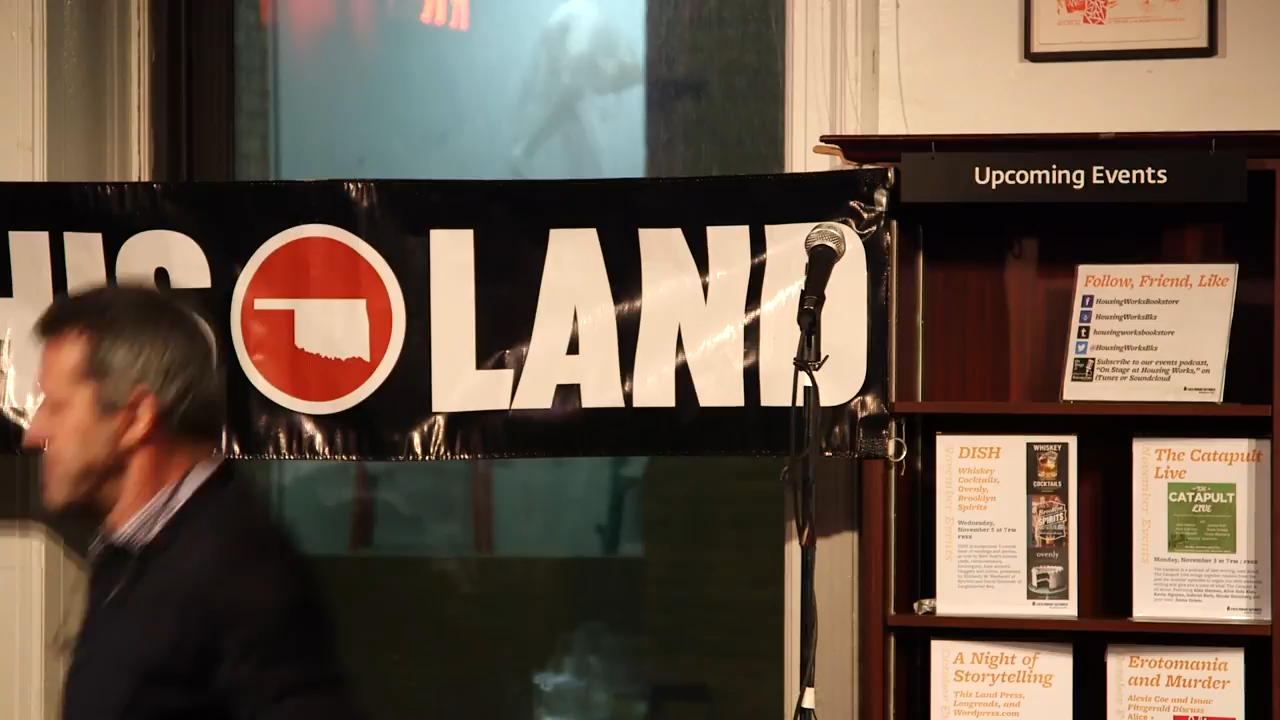 Upcoming Events
HIS LAND
Follow, Friend, Like
HousingWorksBookstore
HousingWorksBks
housingworksbookstore
@HousingWorksBks
Subscribe to our events podcast,
"On Stage at Housing Works," on
iTunes or Soundcloud
DISH
Whiskey
Cocktails,
Ovenly,
Brooklyn
Spirits
Wednesday,
November 5 at 7PM
FREE
WHISKEY
COCKTAILS
Brooklyn
SPIRITS
ovenly
The Catapult
Live
CATAPULT
LIVE
Monday, November 3 at 7PM / FREE
A Night of
Storytelling
This Land Press,
Longreads, and
Wordpress.com
Erotomania
and Murder
Alexis Coe and Isaac
Fitzgerald Discuss
Alice +